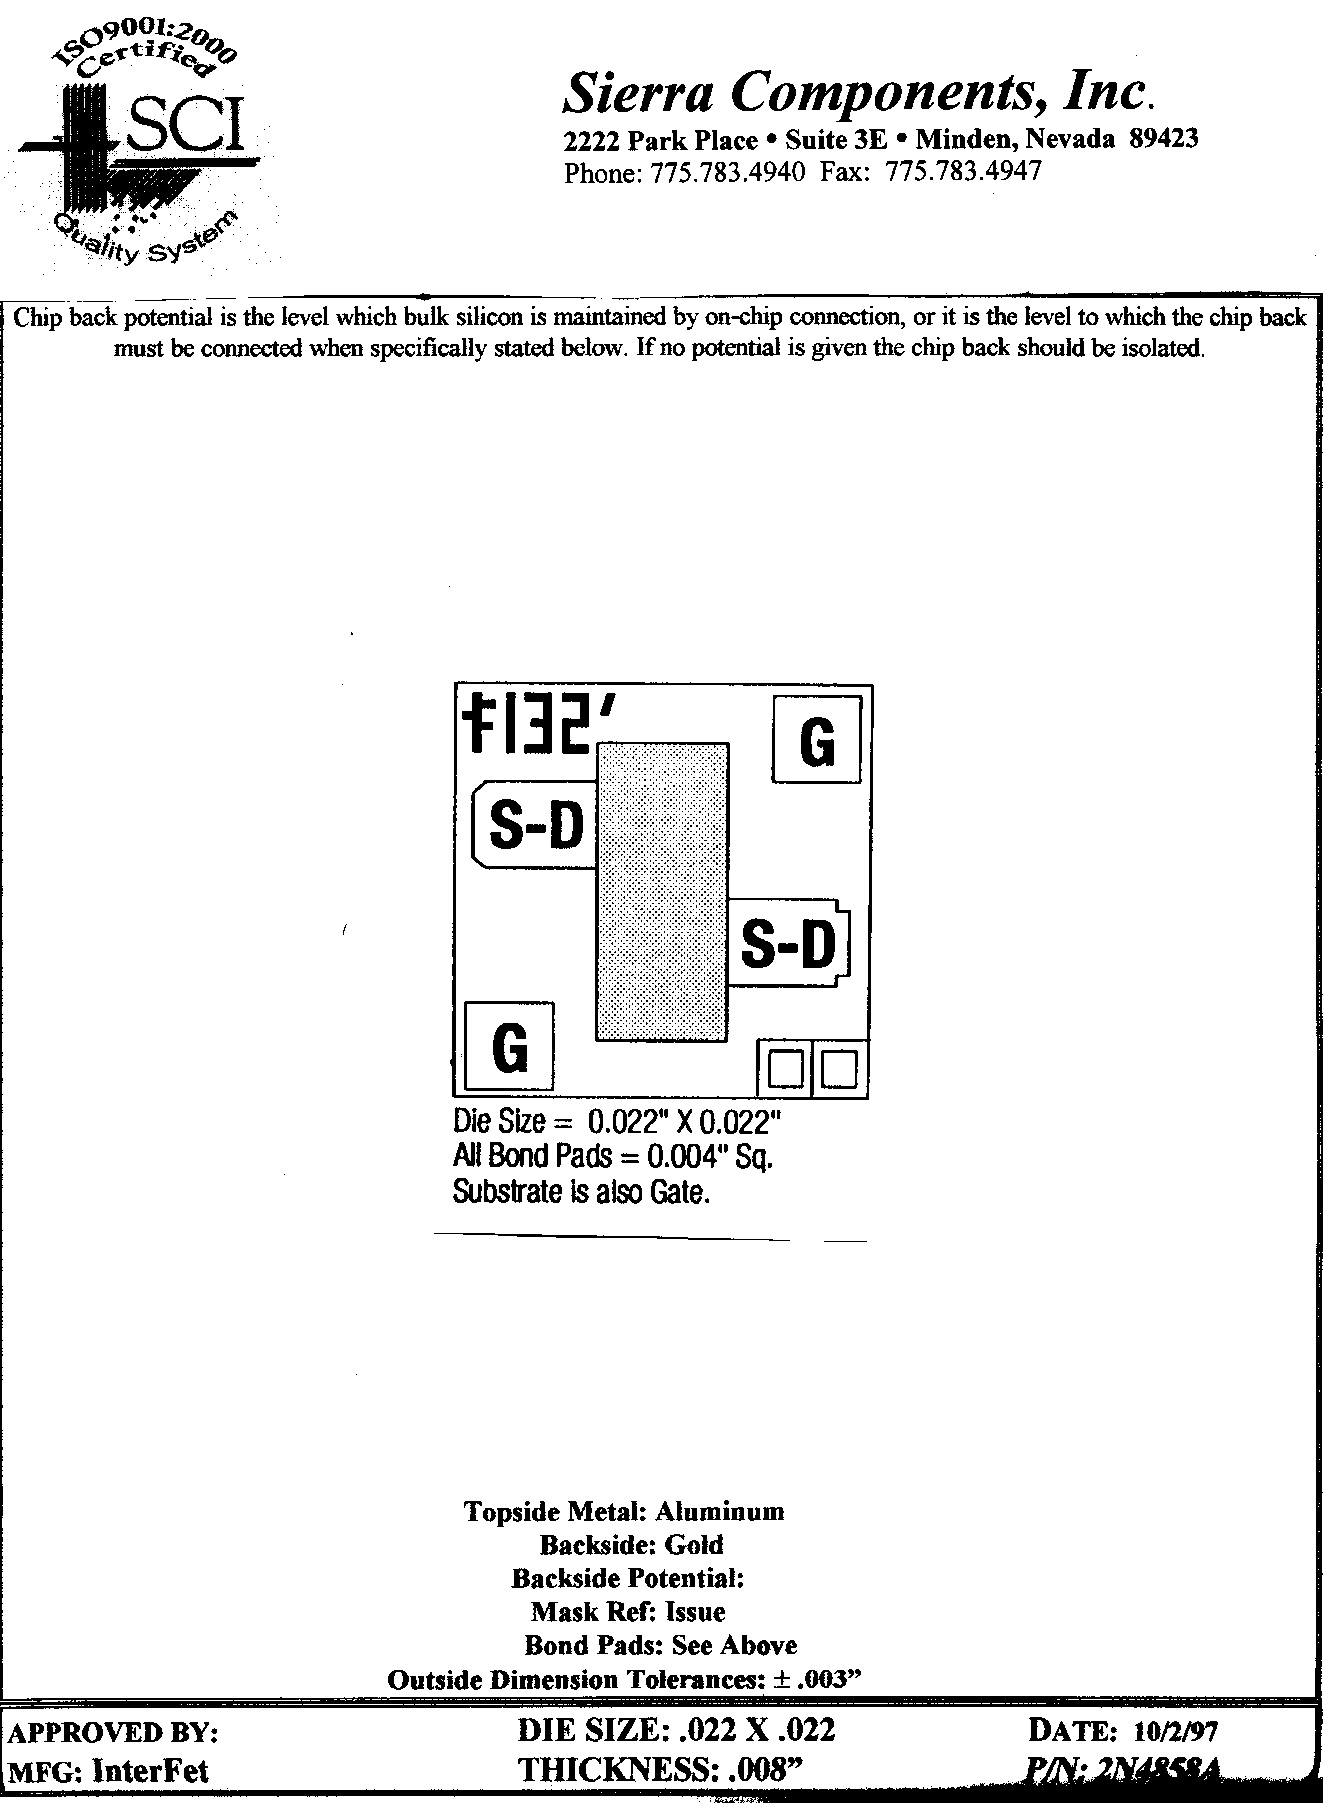 ISO9001:2000
Certified
SCI
Quality System
Sierra Components, Inc.
2222 Park Place • Suite 3E • Minden, Nevada 89423
Phone: 775.783.4940 Fax: 775.783.4947
Chip back potential is the level which bulk silicon is maintained by on-chip connection, or it is the level to which the chip back
must be connected when specifically stated below. If no potential is given the chip back should be isolated.
G
S-D
S-D
G
Die Size = 0.022" X 0.022"
All Bond Pads = 0.004" Sq.
Substrate is also Gate.
Topside Metal: Aluminum
Backside: Gold
Backside Potential:
Mask Ref: Issue
Bond Pads: See Above
Outside Dimension Tolerances: ± .003”
APPROVED BY: DIE SIZE: .022 X .022 DATE: 10/2/97
MFG: InterFet THICKNESS: .008” P/N: 2N4858A